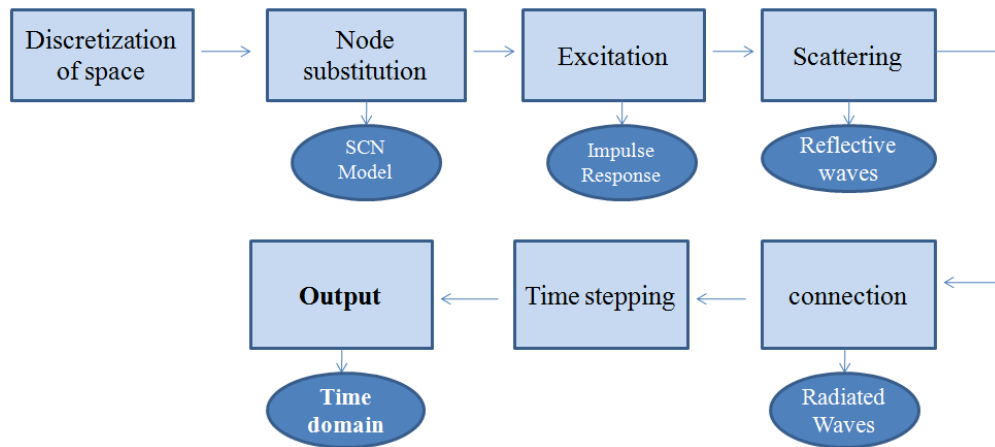 Discretization
of space
Node
substitution
Excitation
Scattering
SCN
Model
Impulse
Response
Reflective
waves
Output
Time stepping
connection
Time
domain
Radiated
Waves